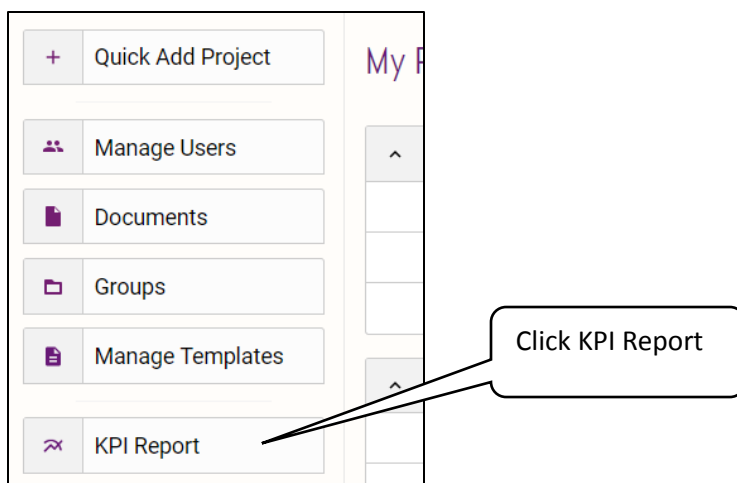 Quick Add Project
My
Manage Users
Documents
Groups
Manage Templates
Click KPI Report
KPI Report